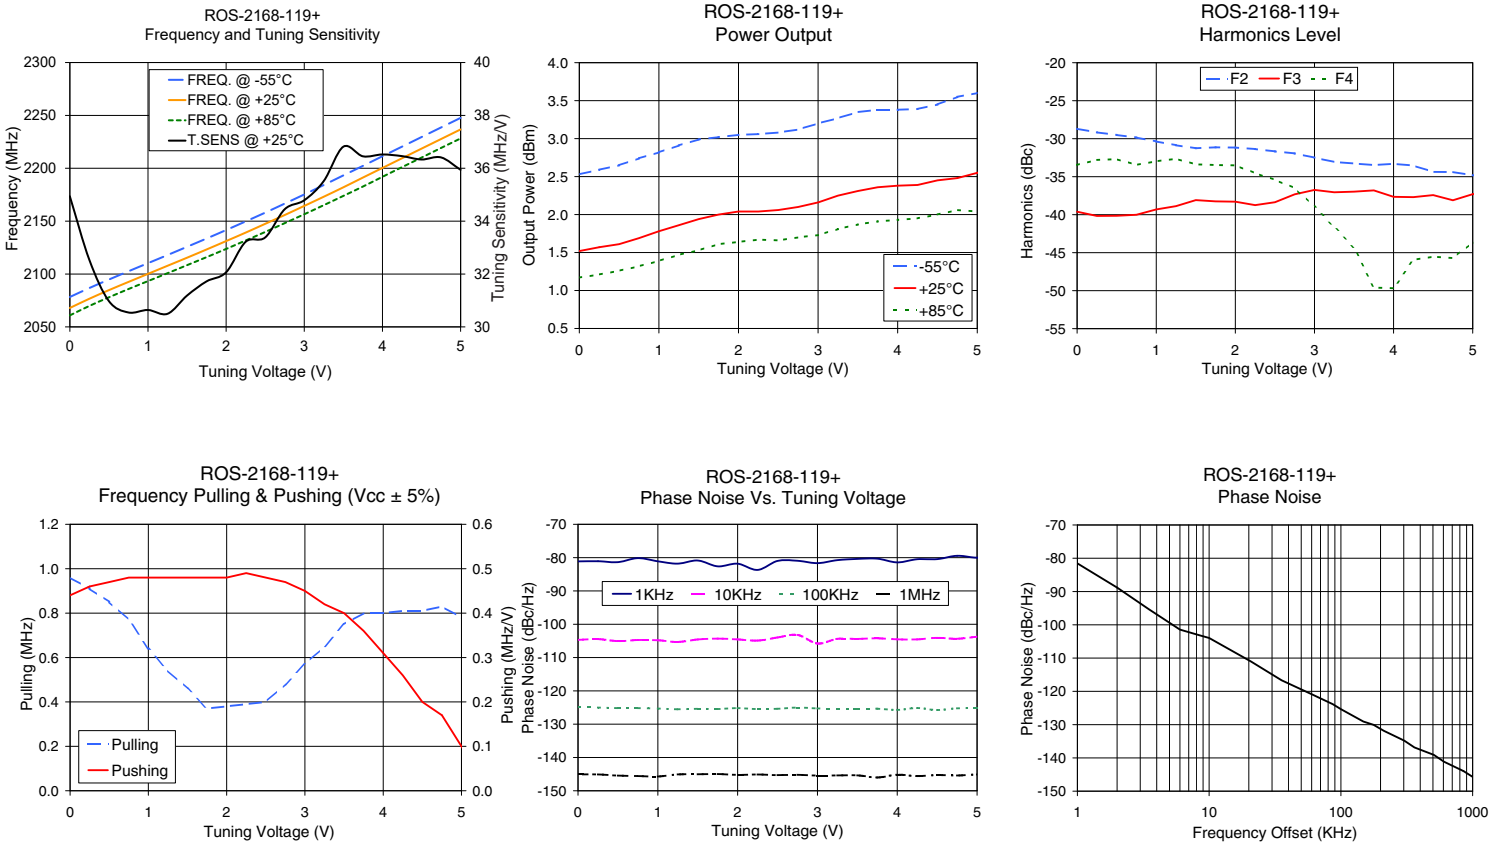 ROS-2168-119+
Frequency and Tuning Sensitivity
2300
2250
2200
2150
2100
2050
40
38
36
34
32
30
0 1 2 3 4 5
Frequency (MHz)
Tuning Sensitivity (MHz/V)
Tuning Voltage (V)
FREQ. @ -55°C
FREQ. @ +25°C
FREQ. @ +85°C
T.SENS @ +25°C
ROS-2168-119+
Power Output
4.0
3.5
3.0
2.5
2.0
1.5
1.0
0.5
0 1 2 3 4 5
Output Power (dBm)
Tuning Voltage (V)
-55°C
+25°C
+85°C
ROS-2168-119+
Harmonics Level
-20
-25
-30
-35
-40
-45
-50
-55
0 1 2 3 4 5
Harmonics (dBc)
Tuning Voltage (V)
F2 F3 F4
ROS-2168-119+
Frequency Pulling & Pushing (Vcc ± 5%)
1.2
1.0
0.8
0.6
0.4
0.2
0.0
0.6
0.5
0.4
0.3
0.2
0.1
0.0
0 1 2 3 4 5
Pulling (MHz)
Pushing (MHz/V)
Tuning Voltage (V)
Pulling
Pushing
ROS-2168-119+
Phase Noise Vs. Tuning Voltage
-70
-80
-90
-100
-110
-120
-130
-140
-150
0 1 2 3 4 5
Phase Noise (dBc/Hz)
Tuning Voltage (V)
1KHz 10KHz 100KHz 1MHz
ROS-2168-119+
Phase Noise
-70
-80
-90
-100
-110
-120
-130
-140
-150
1 10 100 1000
Phase Noise (dBc/Hz)
Frequency Offset (KHz)